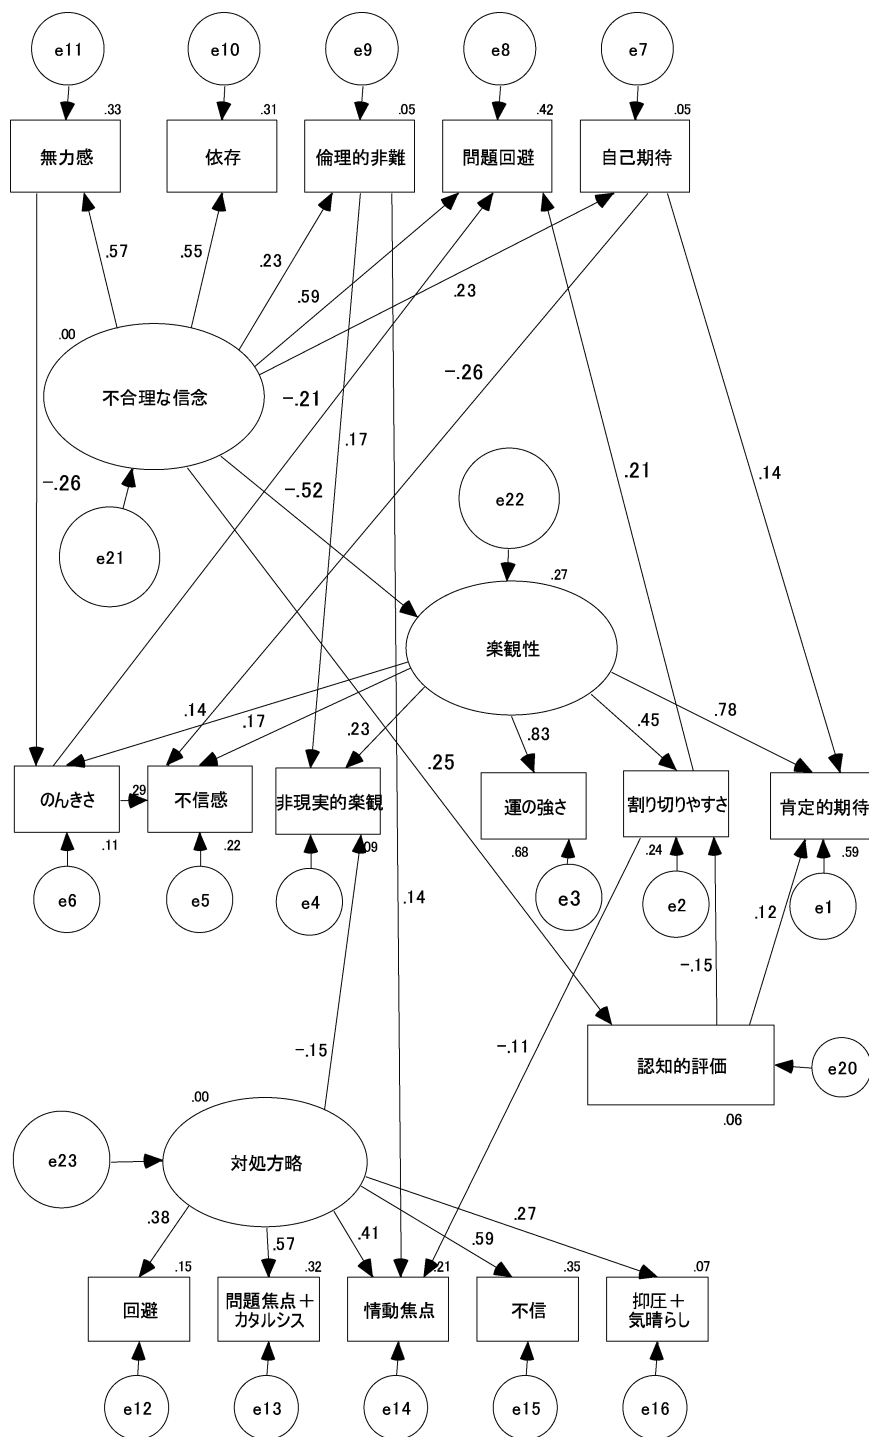 e11
e10
e9
e8
e7
.33
.31
.05
.42
.05
無力感
依存
倫理的非難
問題回避
自己期待
.57
.55
.23
.59
.23
.00
不合理な信念
-.21
-.26
.17
-.26
-.52
.21
.14
e22
e21
.27
楽観性
.14
.17
.23
.83
.45
.78
.25
のんきさ
.29
不信感
非現実的楽観
運の強さ
割り切りやすさ
肯定的期待
.11
.22
.09
.68
.24
.59
e6
e5
e4
e3
e2
e1
.14
.12
-.15
-.15
-.11
認知的評価
e20
.06
.00
e23
対処方略
.38
.57
.41
.59
.27
.15
.32
.21
.35
.07
回避
問題焦点＋
カタルシス
情動焦点
不信
抑圧＋
気晴らし
e12
e13
e14
e15
e16